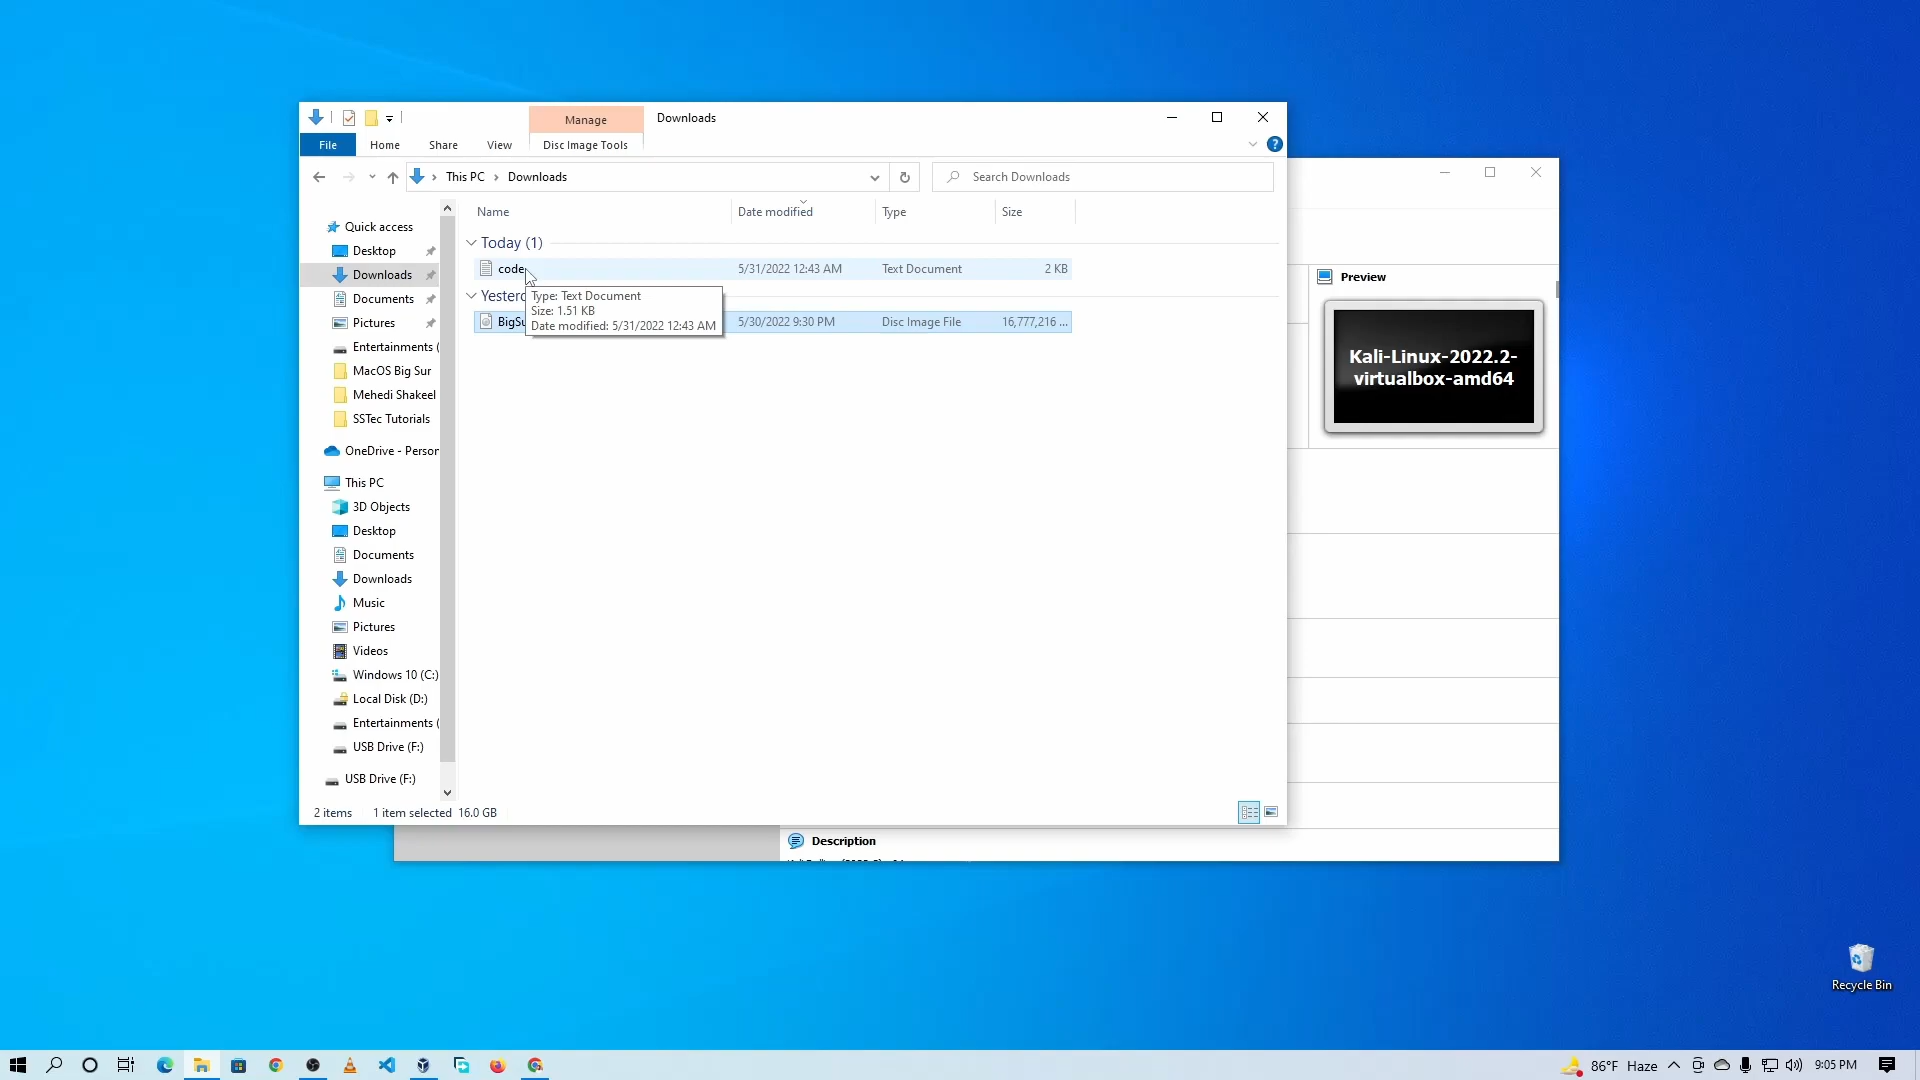 Manage
Downloads
File
Home
Share
View
Disc Image Tools
This PC
Downloads
Search Downloads
Name
Date modified
Type
Size
Quick access
Desktop
Downloads
Documents
Pictures
Entertainments (
MacOS Big Sur
Mehedi Shakeel
SSTec Tutorials
OneDrive - Person
This PC
3D Objects
Desktop
Documents
Downloads
Music
Pictures
Videos
Windows 10 (C:)
Local Disk (D:)
Entertainments (
USB Drive (F:)
USB Drive (F:)
Today (1)
code
5/31/2022 12:43 AM
Text Document
2 KB
Yester
Type: Text Document
Size: 1.51 KB
Date modified: 5/31/2022 12:43 AM
BigSu
5/30/2022 9:30 PM
Disc Image File
16,777,216 ...
2 items
1 item selected 16.0 GB
Preview
Kali-Linux-2022.2-
virtualbox-amd64
Description
Recycle Bin
86°F Haze
9:05 PM